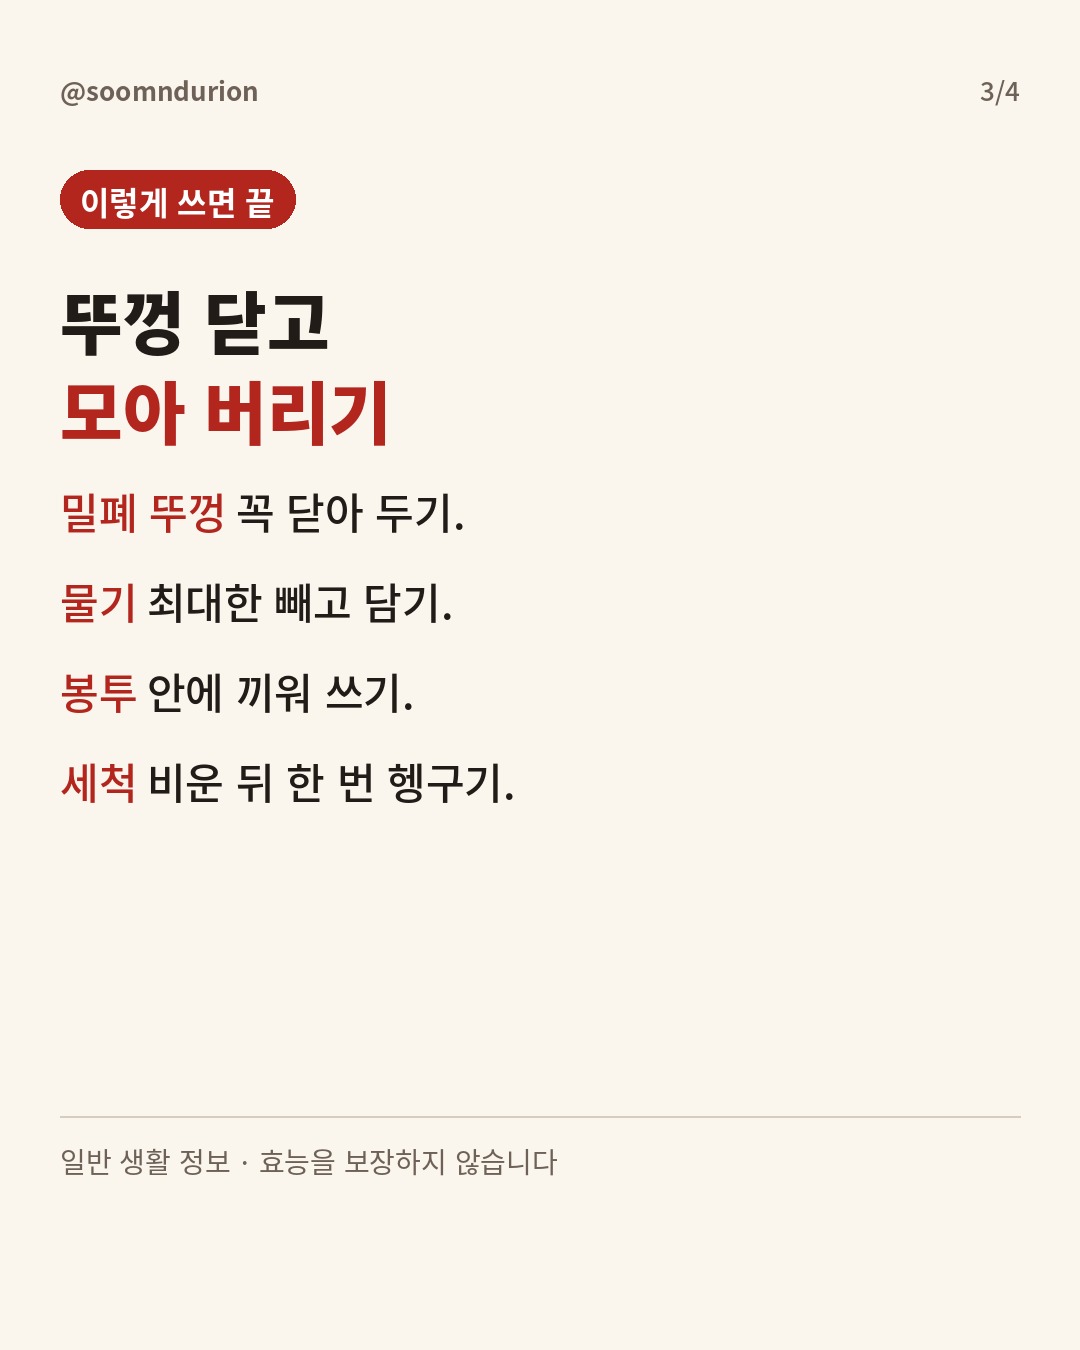 @soomndurion
3/4
이렇게 쓰면 끝
뚜껑 닫고
모아 버리기
밀폐 뚜껑 꼭 닫아 두기.
물기 최대한 빼고 담기.
봉투 안에 끼워 쓰기.
세척 비운 뒤 한 번 헹구기.
일반 생활 정보 · 효능을 보장하지 않습니다